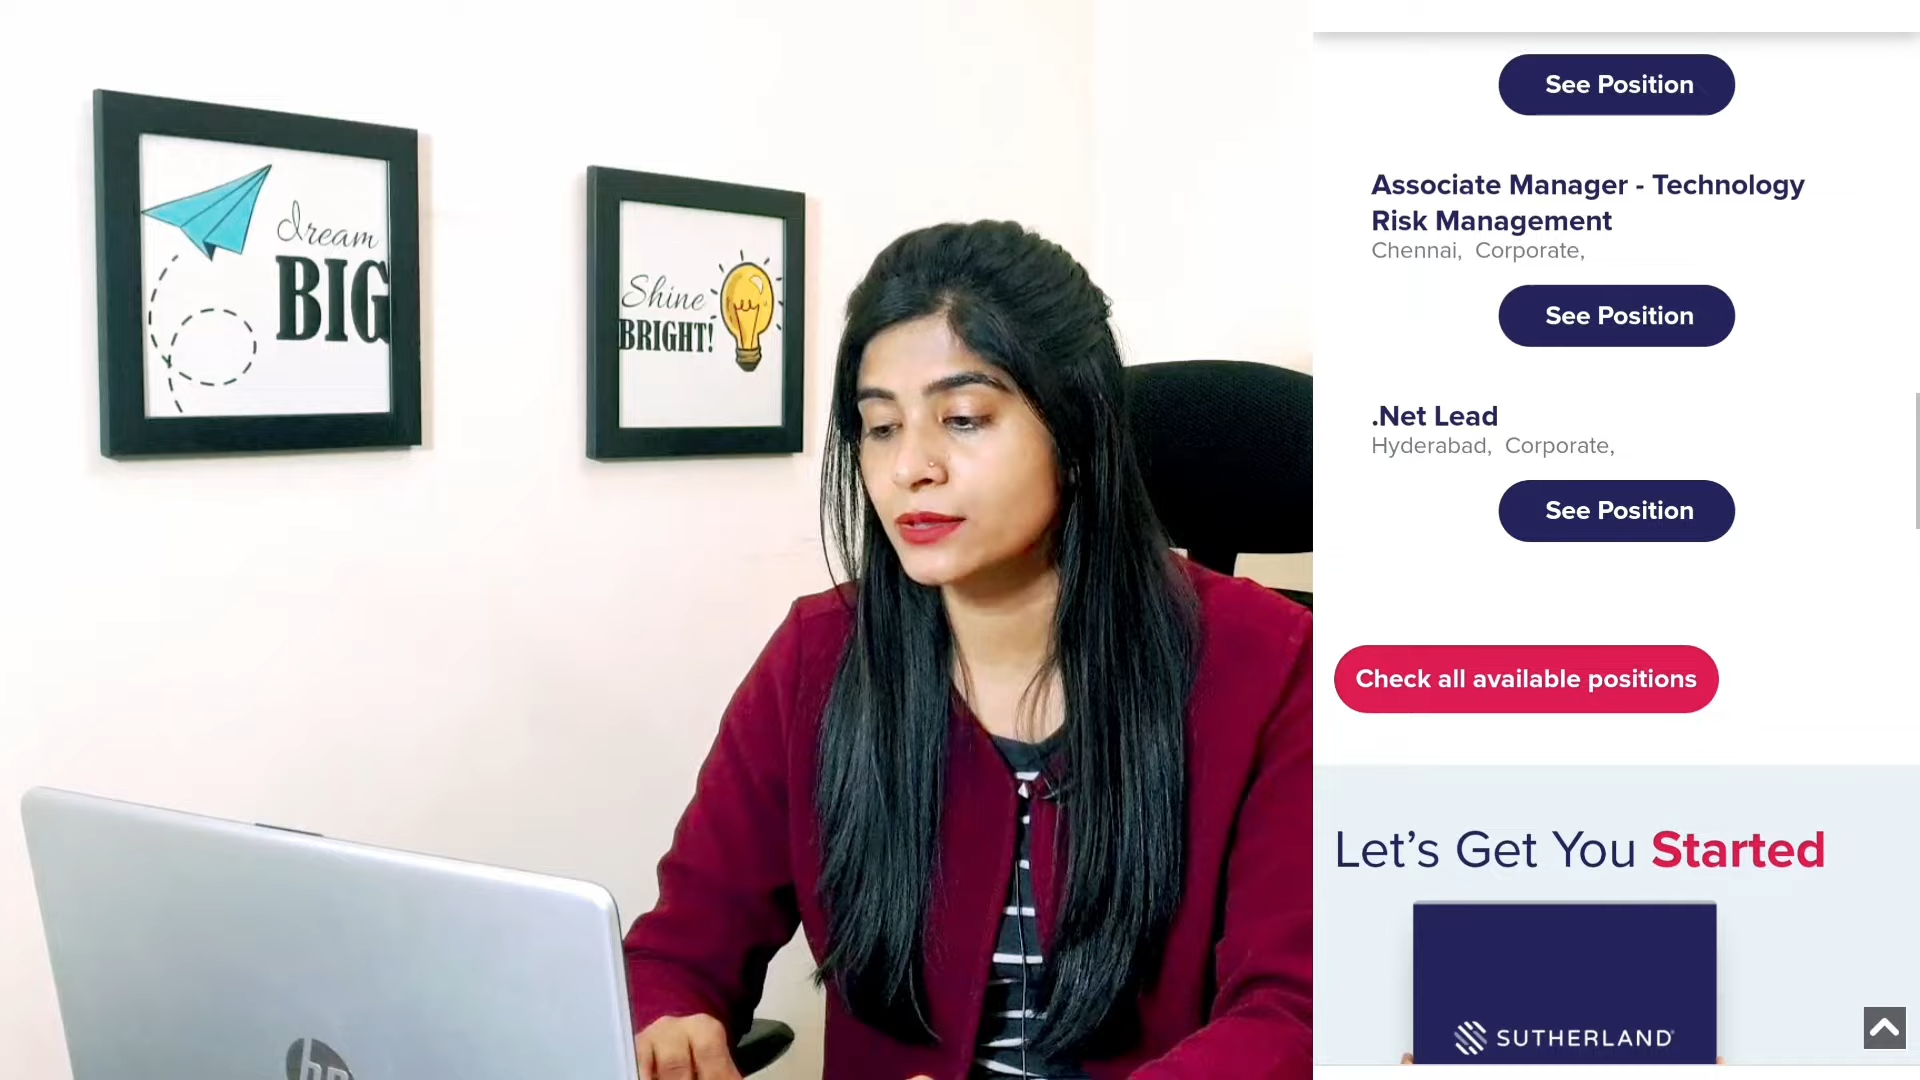 dream
BIG
Shine
BRIGHT!
hp
See Position
Associate Manager - Technology
Risk Management
Chennai, Corporate,
See Position
.Net Lead
Hyderabad, Corporate,
See Position
Check all available positions
Let's Get You Started
SUTHERLAND